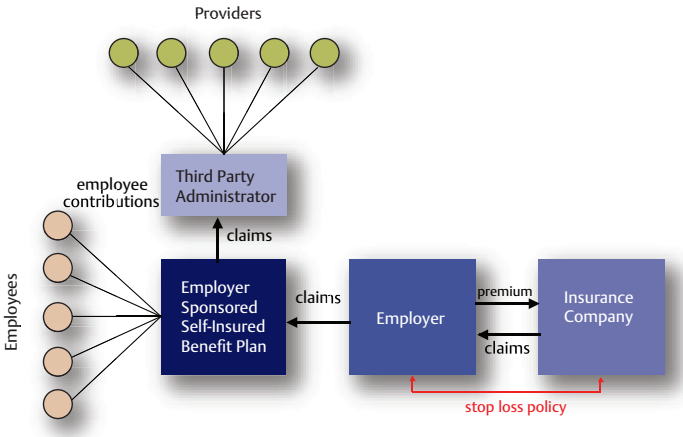 Providers
Third Party
Administrator
employee
contributions
claims
Employees
Employer
Sponsored
Self-Insured
Benefit Plan
claims
Employer
premium
claims
Insurance
Company
stop loss policy